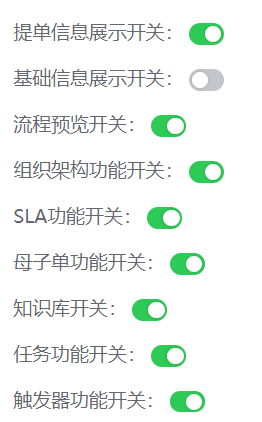 提单信息展示开关：
基础信息展示开关：
流程预览开关：
组织架构功能开关：
SLA功能开关：
母子单功能开关：
知识库开关：
任务功能开关：
触发器功能开关：